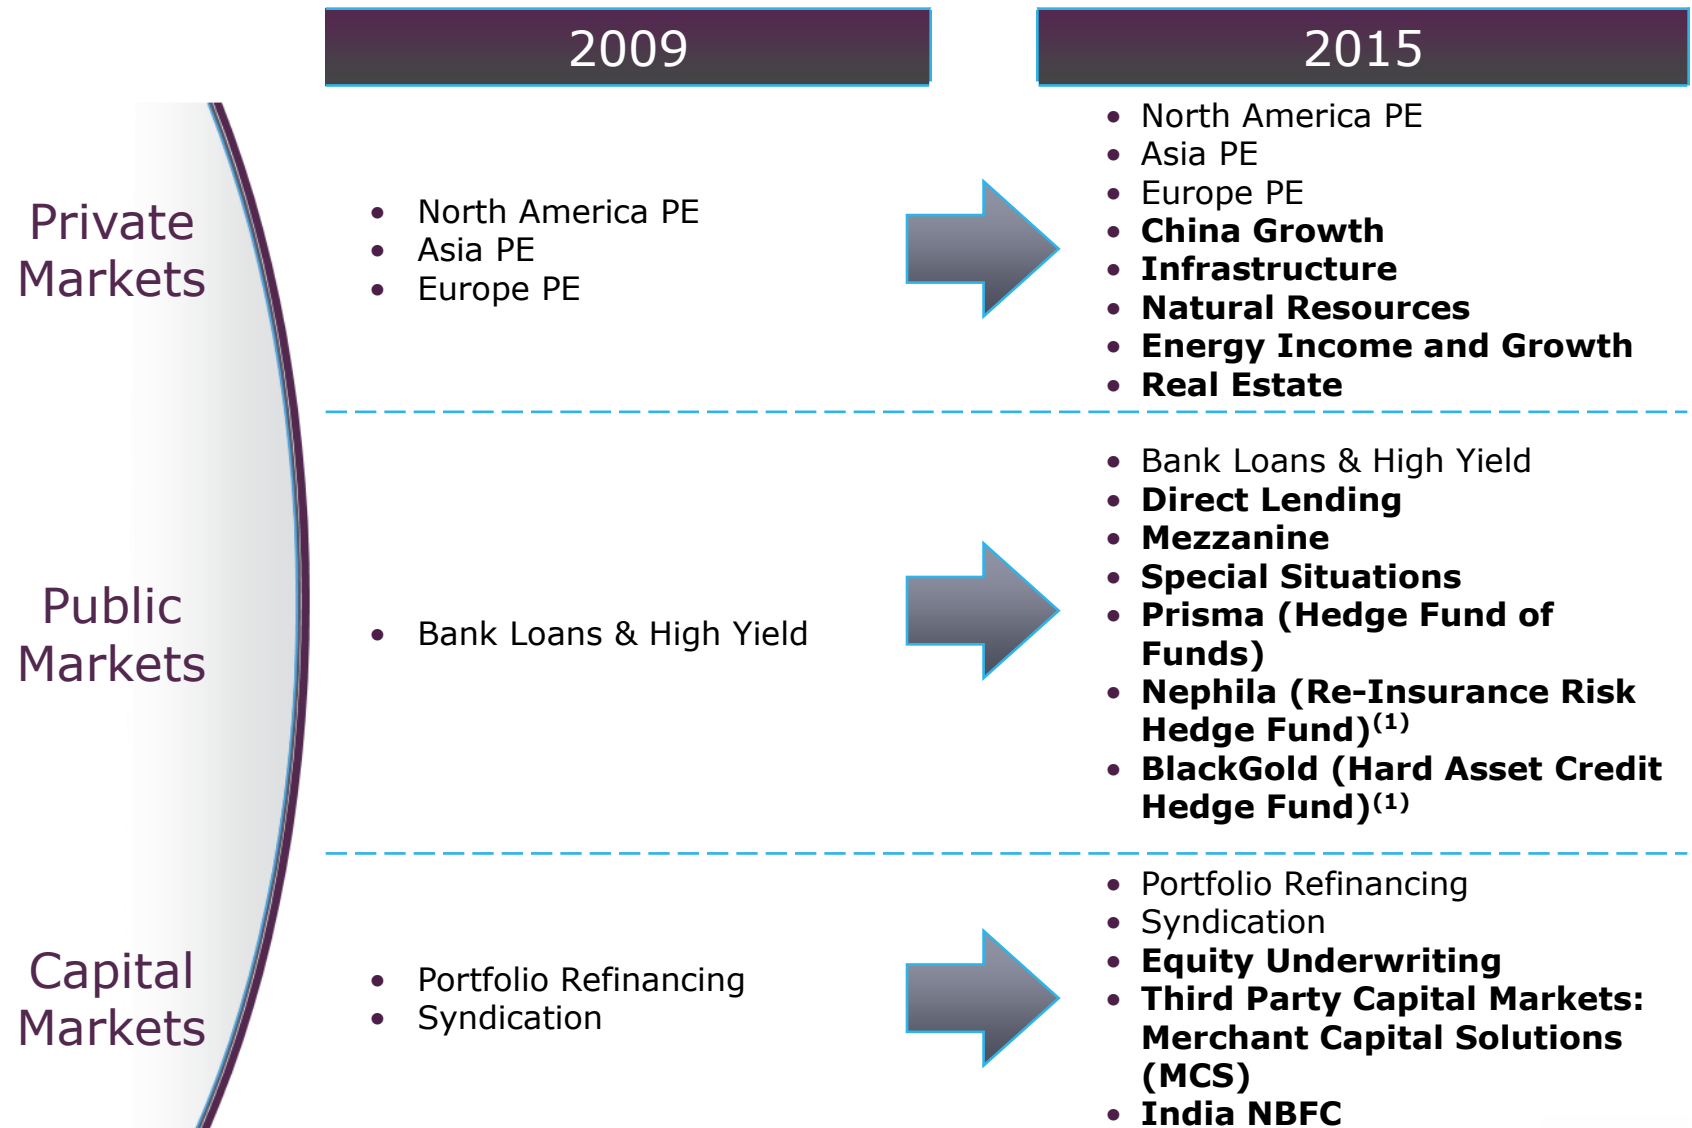 2009
2015
Private
Markets
• North America PE
• Asia PE
• Europe PE
• North America PE
• Asia PE
• Europe PE
• China Growth
• Infrastructure
• Natural Resources
• Energy Income and Growth
• Real Estate
Public
Markets
• Bank Loans & High Yield
• Bank Loans & High Yield
• Direct Lending
• Mezzanine
• Special Situations
• Prisma (Hedge Fund of
Funds)
• Nephila (Re-Insurance Risk
Hedge Fund)(1)
• BlackGold (Hard Asset Credit
Hedge Fund)(1)
Capital
Markets
• Portfolio Refinancing
• Syndication
• Portfolio Refinancing
• Syndication
• Equity Underwriting
• Third Party Capital Markets:
Merchant Capital Solutions
(MCS)
• India NBFC